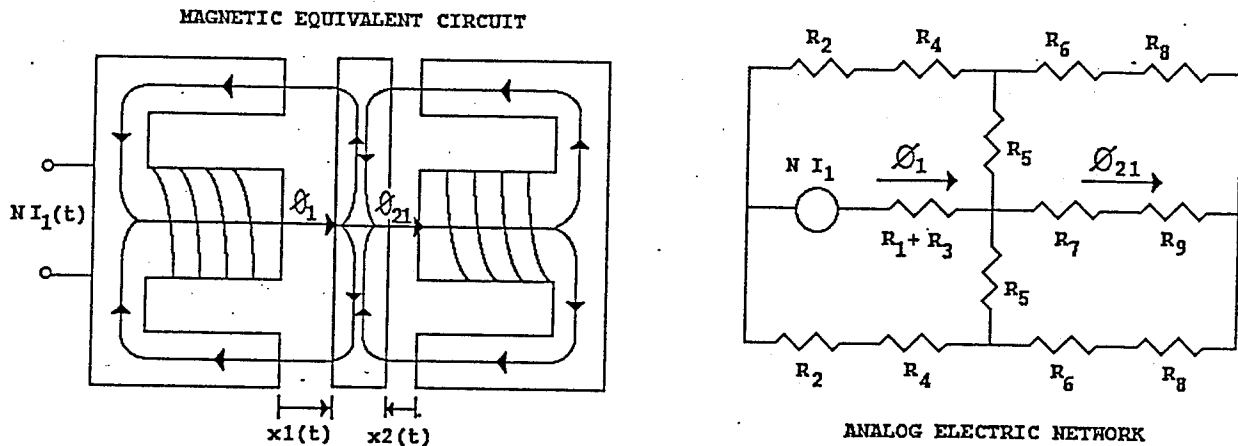 MAGNETIC EQUIVALENT CIRCUIT
N I₁(t)
Ø₁
Ø₂₁
x1(t)
x2(t)
R₂
R₄
R₆
R₈
R₅
N I₁
Ø₁
Ø₂₁
R₁ + R₃
R₇
R₉
R₅
R₂
R₄
R₆
R₈
ANALOG ELECTRIC NETWORK